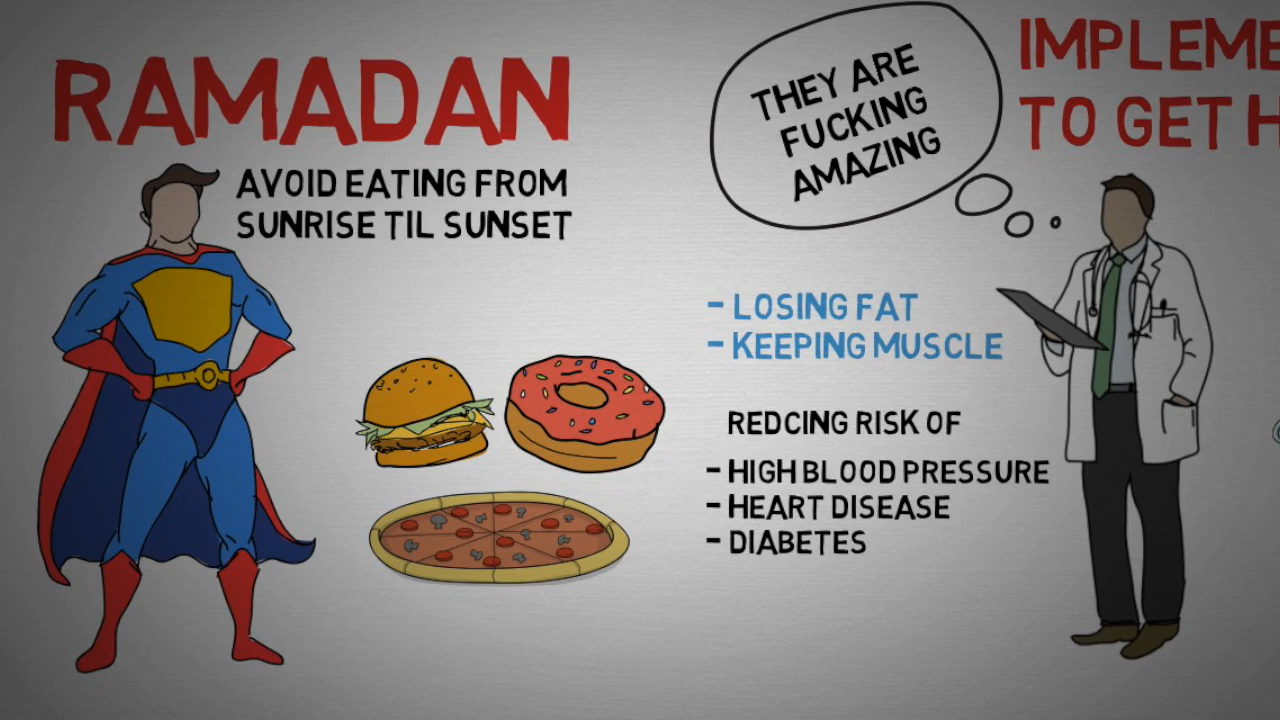 RAMADAN
AVOID EATING FROM
SUNRISE TIL SUNSET
THEY ARE
FUCKING
AMAZING
- LOSING FAT
- KEEPING MUSCLE
REDCING RISK OF
- HIGH BLOOD PRESSURE
- HEART DISEASE
- DIABETES
IMPLEME
TO GET H